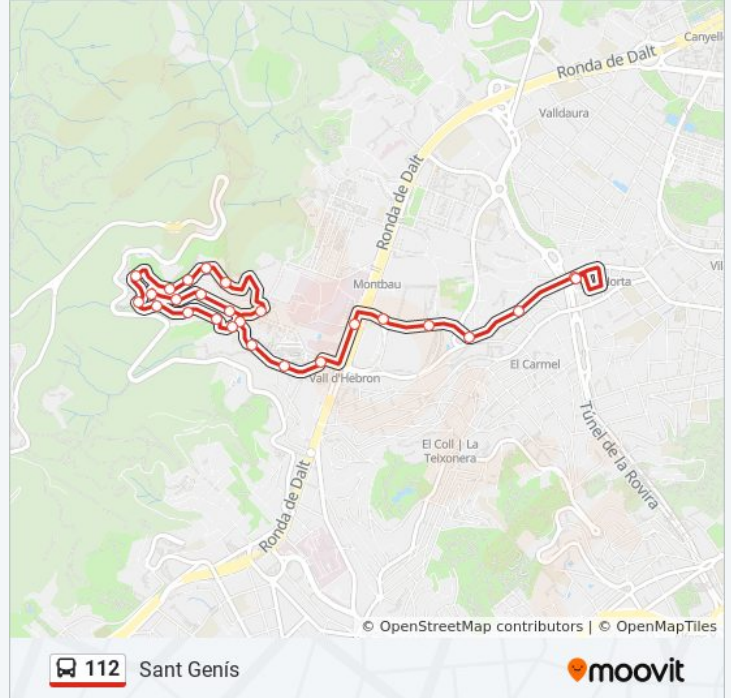 Canyell
Ronda de Dalt
Valldaura
Ronda de Dalt
Vil
Montbau
Horta
El Carmel
Vall d'Hebron
Túnel de la Rovira
El Coll | La
Teixonera
Ronda de Dalt
© OpenStreetMap contributors | © OpenMapTiles
112 Sant Genís
moovit